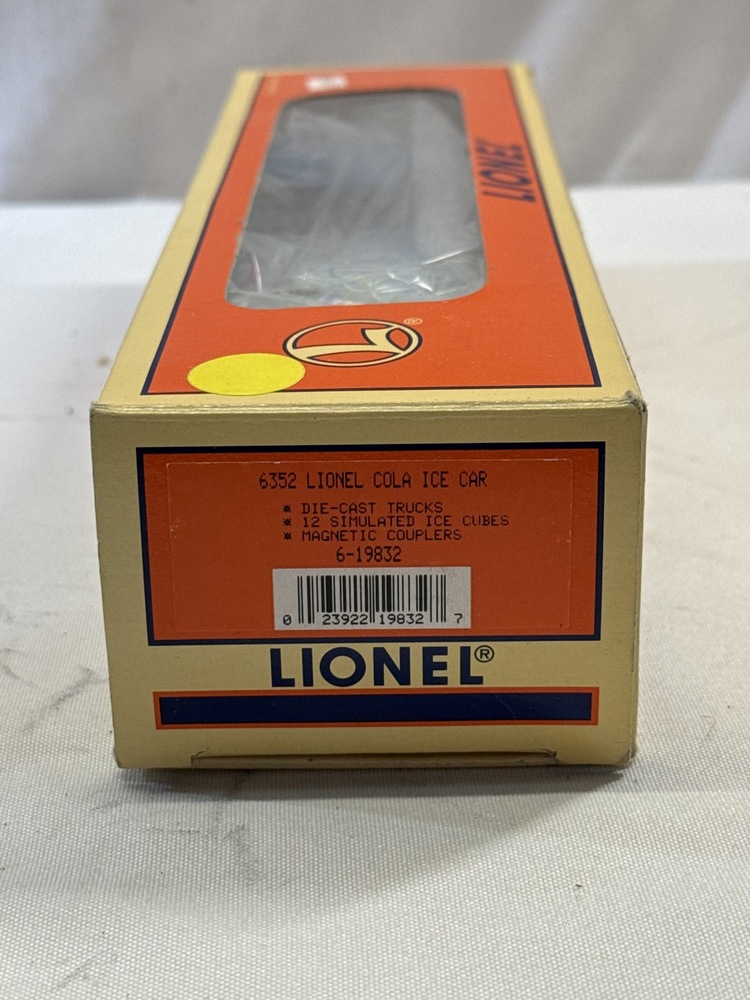 LIONEL
®
6352 LIONEL COLA ICE CAR
* DIE-CAST TRUCKS
* 12 SIMULATED ICE CUBES
* MAGNETIC COUPLERS
6-19832
0 23922 19832 7
LIONEL®